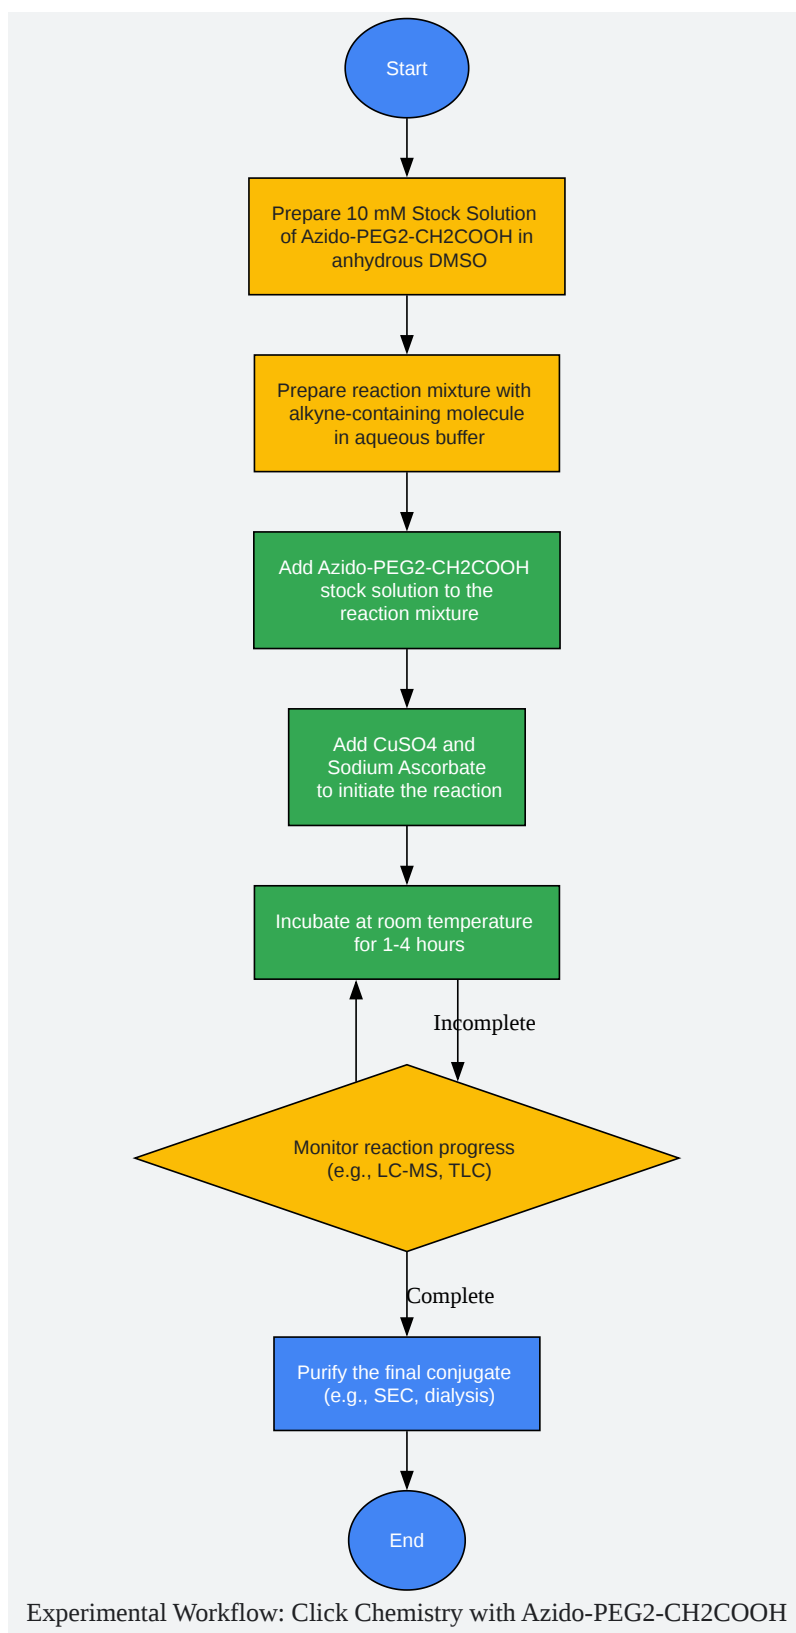 Start
Prepare 10 mM Stock Solution
of Azido-PEG2-CH2COOH in
anhydrous DMSO
Prepare reaction mixture with
alkyne-containing molecule
in aqueous buffer
Add Azido-PEG2-CH2COOH
stock solution to the
reaction mixture
Add CuSO4 and
Sodium Ascorbate
to initiate the reaction
Incubate at room temperature
for 1-4 hours
Incomplete
Monitor reaction progress
(e.g., LC-MS, TLC)
Complete
Purify the final conjugate
(e.g., SEC, dialysis)
End
Experimental Workflow: Click Chemistry with Azido-PEG2-CH2COOH